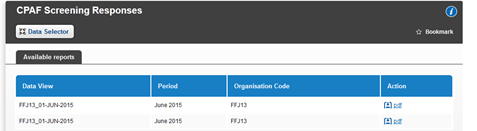 CPAF Screening Responses
Data Selector
Bookmark
Available reports
Data View Period Organisation Code Action
FFJ13_01-JUN-2015 June 2015 FFJ13 pdf
FFJ13_01-JUN-2015 June 2015 FFJ13 pdf